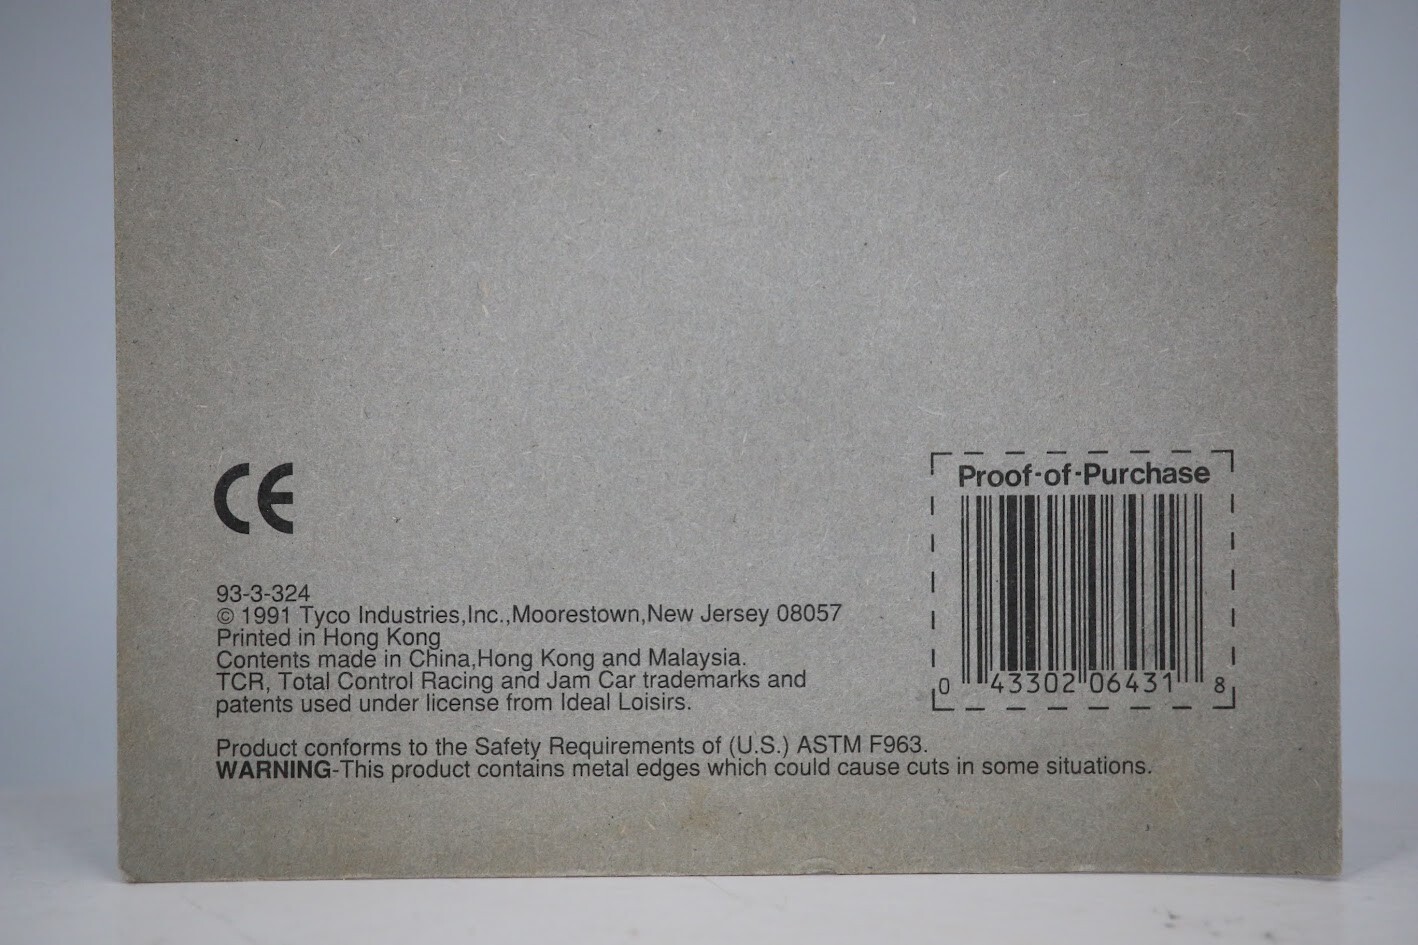 CE
93-3-324
© 1991 Tyco Industries,Inc.,Moorestown,New Jersey 08057
Printed in Hong Kong
Contents made in China,Hong Kong and Malaysia.
TCR, Total Control Racing and Jam Car trademarks and
patents used under license from Ideal Loisirs.
Product conforms to the Safety Requirements of (U.S.) ASTM F963.
WARNING-This product contains metal edges which could cause cuts in some situations.
Proof-of-Purchase
0 43302 06431 8